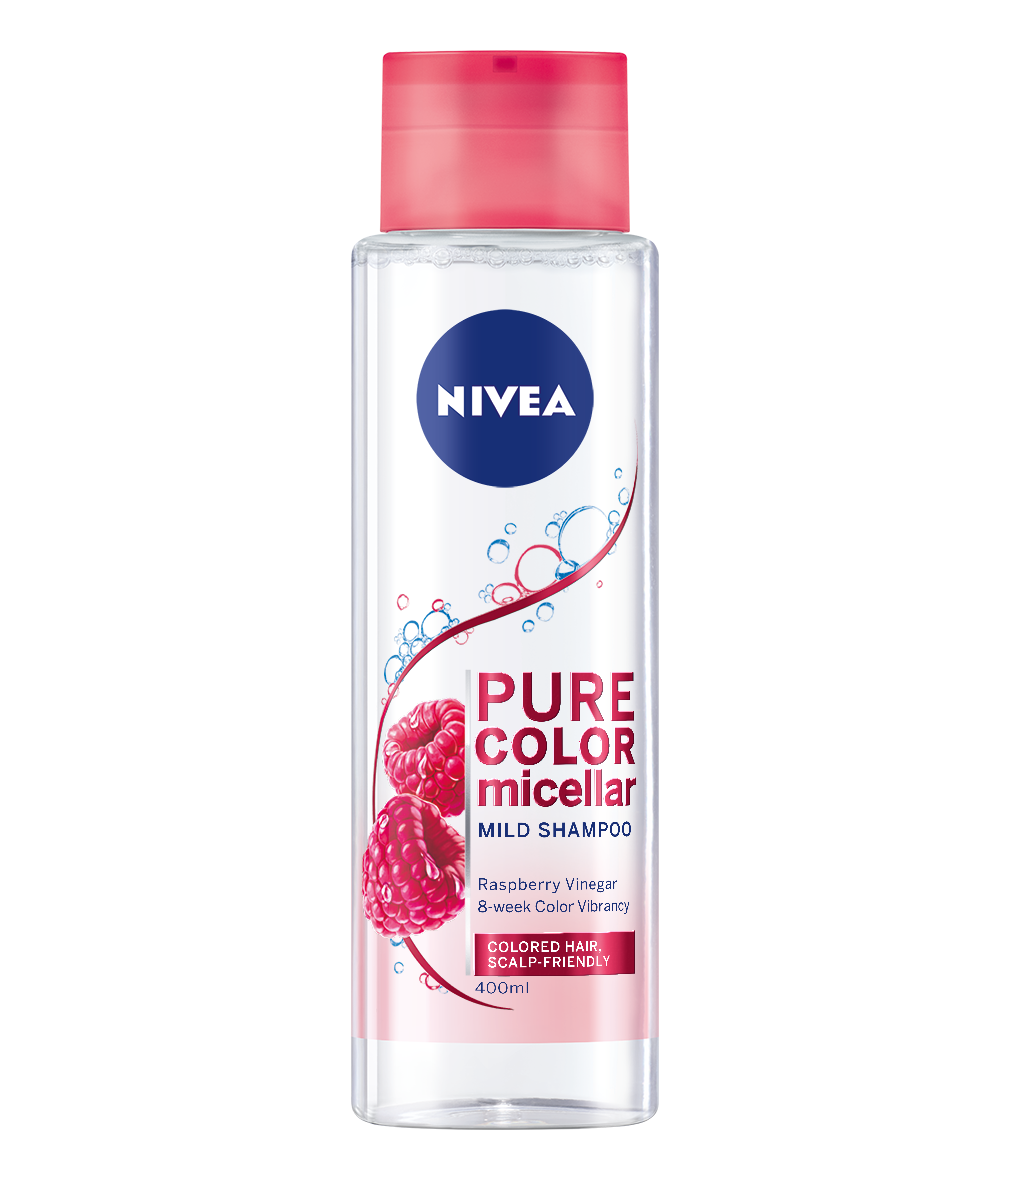 NIVEA
PURE
COLOR
micellar
MILD SHAMPOO
Raspberry Vinegar
8-week Color Vibrancy
COLORED HAIR.
SCALP-FRIENDLY
400ml